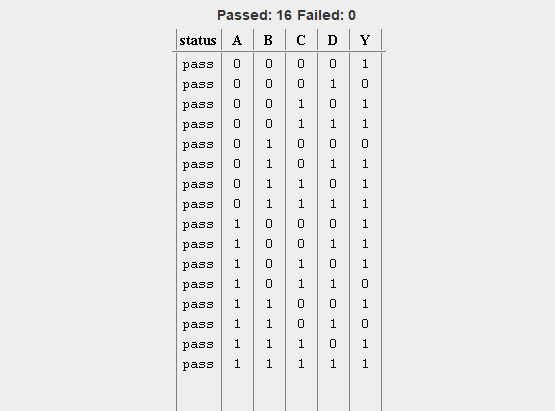 Passed: 16 Failed: 0
status A B C D Y
pass 0 0 0 0 1
pass 0 0 0 1 0
pass 0 0 1 0 1
pass 0 0 1 1 1
pass 0 1 0 0 0
pass 0 1 0 1 1
pass 0 1 1 0 1
pass 0 1 1 1 1
pass 1 0 0 0 1
pass 1 0 0 1 1
pass 1 0 1 0 1
pass 1 0 1 1 0
pass 1 1 0 0 1
pass 1 1 0 1 0
pass 1 1 1 0 1
pass 1 1 1 1 1